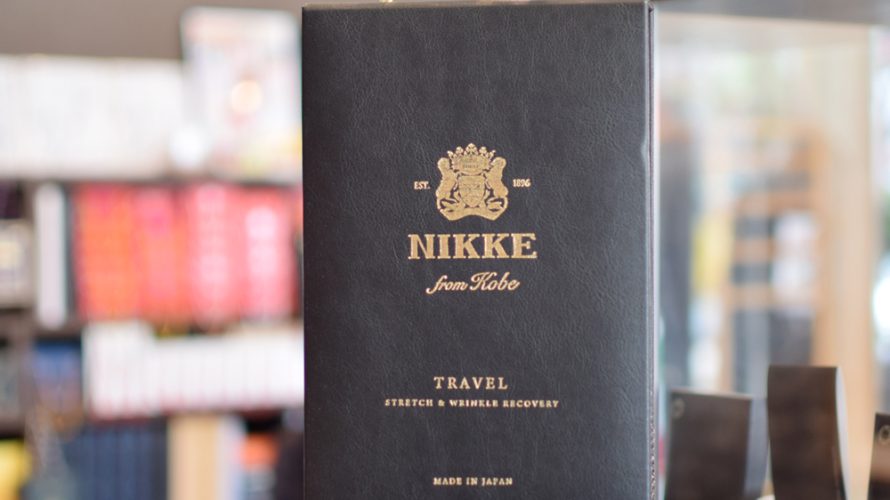 EST. 1896
NIKKE
from Kobe
TRAVEL
STRETCH & WRINKLE RECOVERY
MADE IN JAPAN